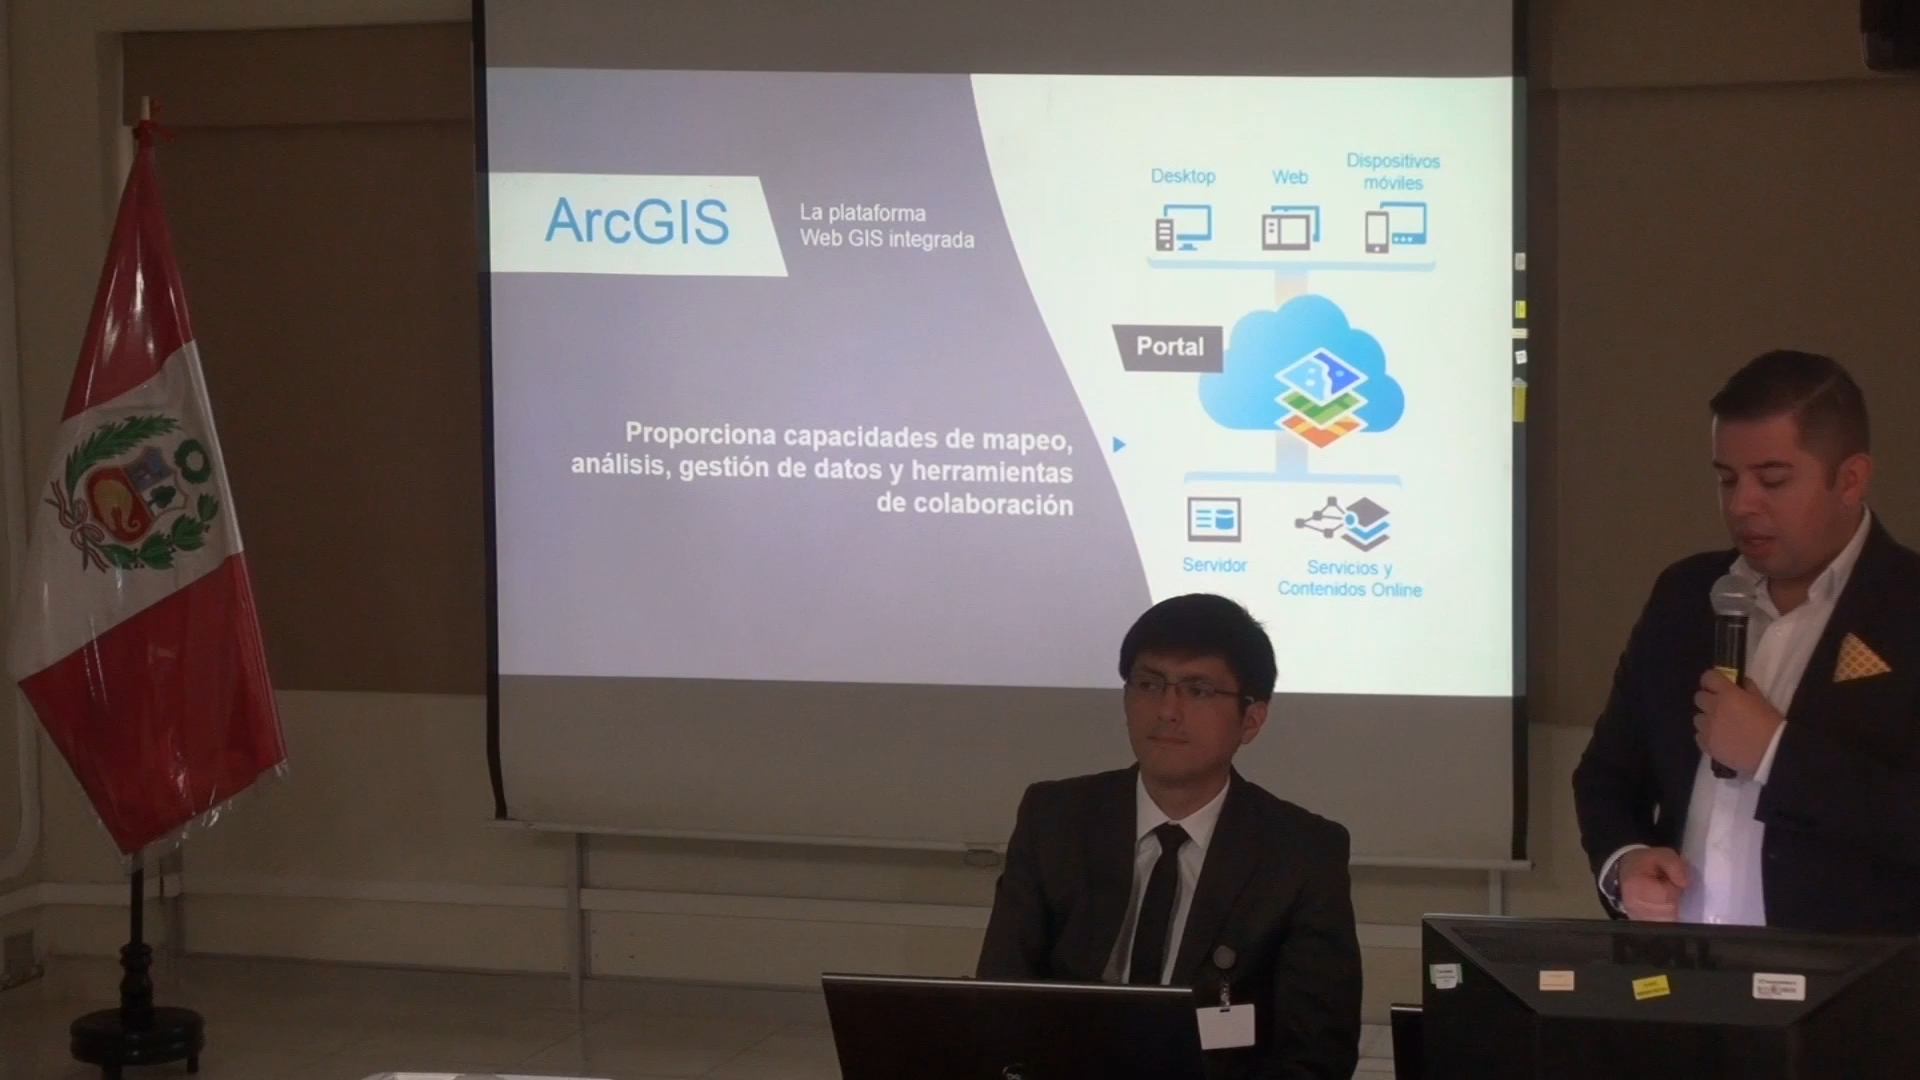 ArcGIS
La plataforma
Web GIS integrada
Proporciona capacidades de mapeo,
análisis, gestión de datos y herramientas
de colaboración
Desktop
Web
Dispositivos
móviles
Portal
Servidor
Servicios y
Contenidos Online